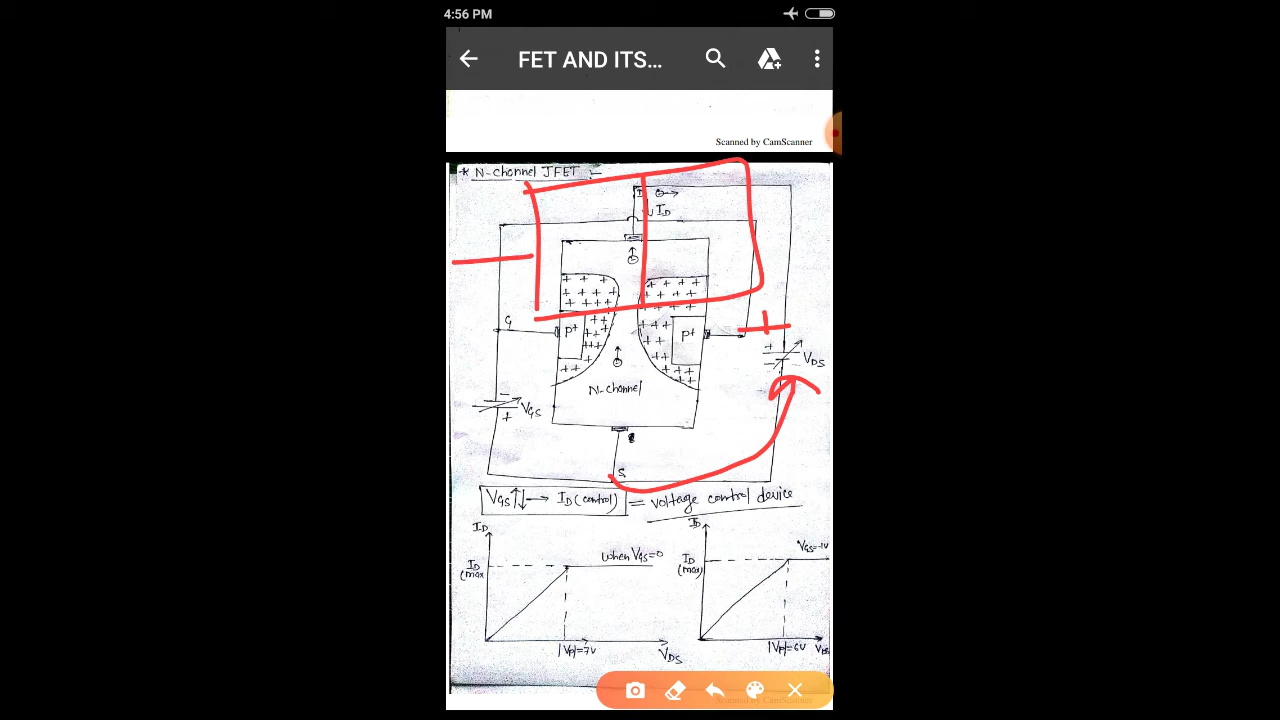 4:56 PM
FET AND ITS...
Scanned by CamScanner
* N-channel JFET :-
ID
+ + + +
+ + + +
G
P+
P+
+
-
VDS
N-channel
-
+
VGS
S
VGS↑↓ → ID (control) = voltage control device
ID
ID
(max
when VGS=0
|Vp|=7V
VDS
ID
ID
(max)
VGS=-1V
|Vp|=6V
VDS